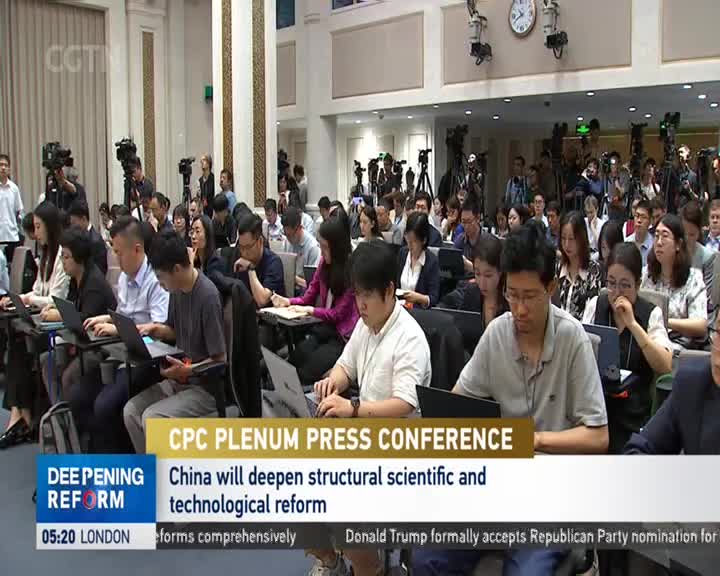 CGTN
CPC PLENUM PRESS CONFERENCE
China will deepen structural scientific and
technological reform
DEEPENING
REFORM
05:20 LONDON
eforms comprehensively Donald Trump formally accepts Republican Party nomination for